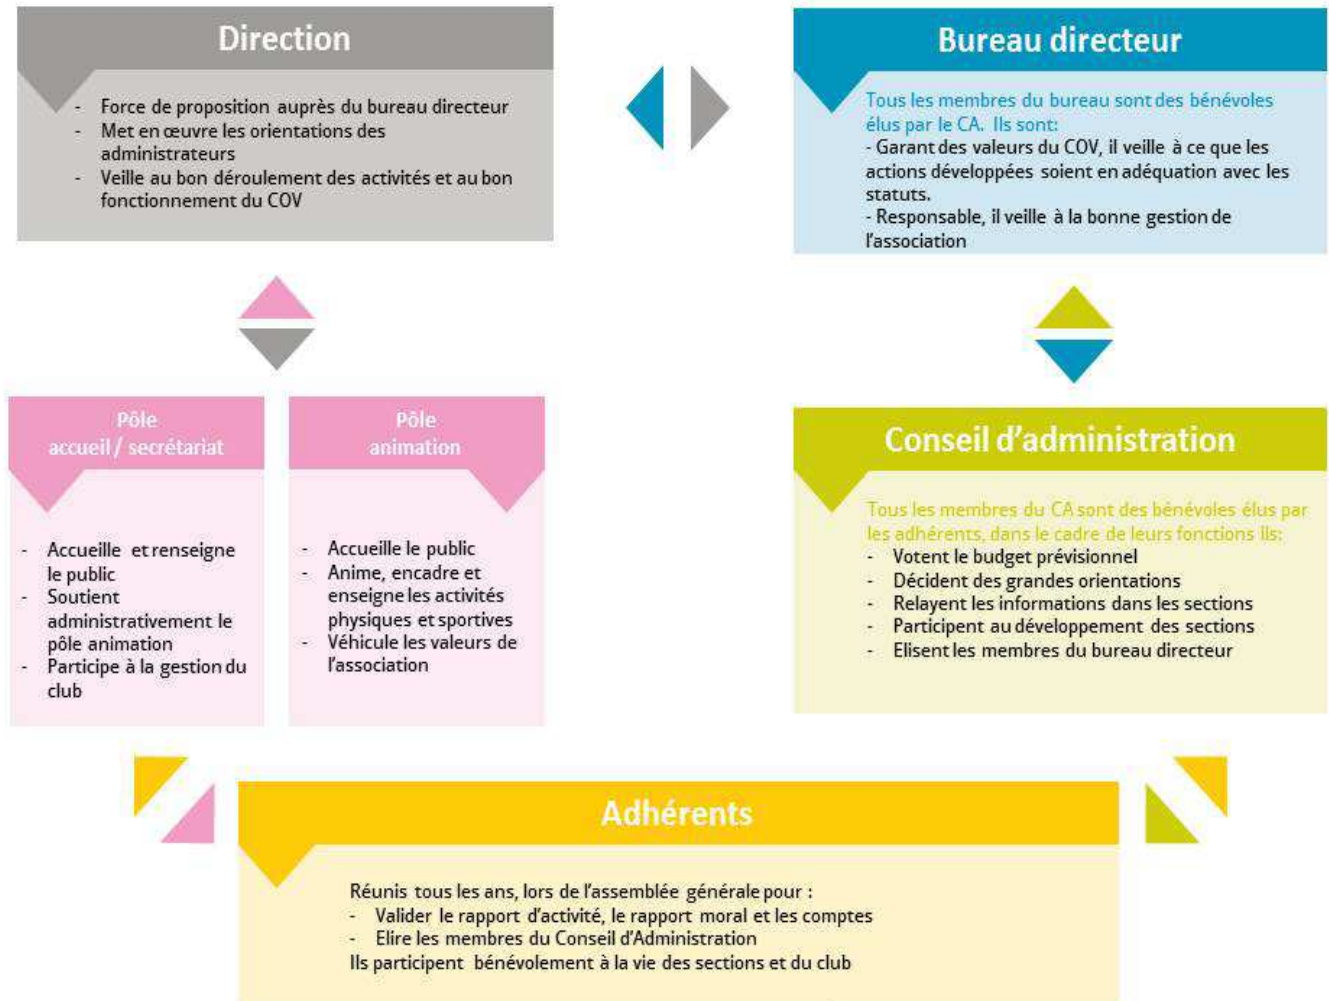 Direction
- Force de proposition auprès du bureau directeur
- Met en œuvre les orientations des
administrateurs
- Veille au bon déroulement des activités et au bon
fonctionnement du COV
Bureau directeur
Tous les membres du bureau sont des bénévoles
élus par le CA. Ils sont:
- Garant des valeurs du COV, il veille à ce que les
actions développées soient en adéquation avec les
statuts.
- Responsable, il veille à la bonne gestion de
l'association
Pôle
accueil / secrétariat
- Accueille et renseigne
le public
- Soutient
administrativement le
pôle animation
- Participe à la gestion du
club
Pôle
animation
- Accueille le public
- Anime, encadre et
enseigne les activités
physiques et sportives
- Véhicule les valeurs de
l'association
Conseil d'administration
Tous les membres du CA sont des bénévoles élus par
les adhérents, dans le cadre de leurs fonctions Ils:
- Votent le budget prévisionnel
- Décident des grandes orientations
- Relayent les informations dans les sections
- Participent au développement des sections
- Elisent les membres du bureau directeur
Adhérents
Réunis tous les ans, lors de l'assemblée générale pour :
- Valider le rapport d'activité, le rapport moral et les comptes
- Elire les membres du Conseil d'Administration
Ils participent bénévolement à la vie des sections et du club